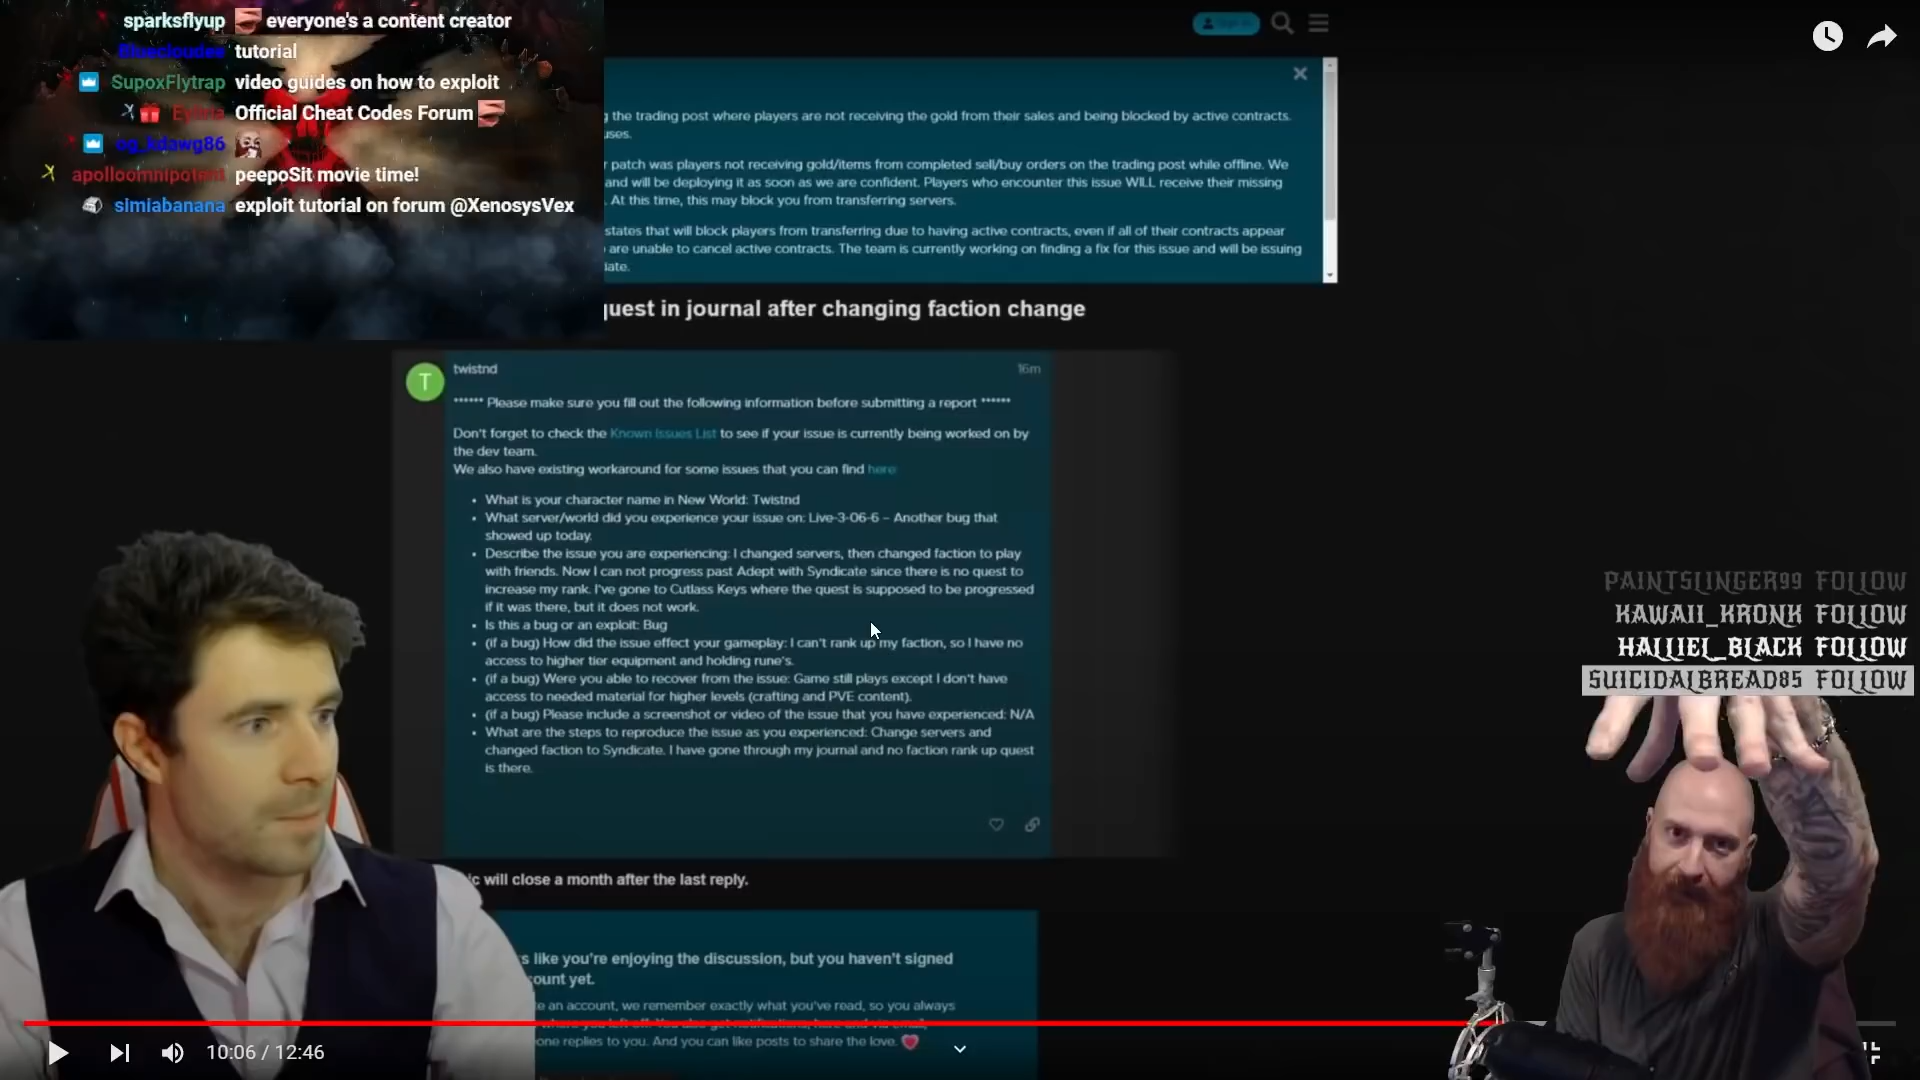 sparksflyup everyone's a content creator
Bluecloudee tutorial
SupoxFlytrap video guides on how to exploit
Official Cheat Codes Forum
og_kdawg86
apolloomnipotent peepoSit movie time!
simiabanana exploit tutorial on forum @XenosysVex
the trading post where players are not receiving the gold from their sales and being blocked by active contracts.
patch was players not receiving gold/items from completed sell/buy orders on the trading post while offline. We
and will be deploying it as soon as we are confident. Players who encounter this issue WILL receive their missing
. At this time, this may block you from transferring servers.
states that will block players from transferring due to having active contracts, even if all of their contracts appear
are unable to cancel active contracts. The team is currently working on finding a fix for this issue and will be issuing
quest in journal after changing faction change
T
twistnd
16m
****** Please make sure you fill out the following information before submitting a report ******
Don't forget to check the Known Issues List to see if your issue is currently being worked on by
the dev team.
We also have existing workaround for some issues that you can find here
• What is your character name in New World: Twistnd
• What server/world did you experience your issue on: Live-3-06-6 – Another bug that
showed up today.
• Describe the issue you are experiencing: I changed servers, then changed faction to play
with friends. Now I can not progress past Adept with Syndicate since there is no quest to
increase my rank. I've gone to Cutlass Keys where the quest is supposed to be progressed
if it was there, but it does not work.
• Is this a bug or an exploit: Bug
• (if a bug) How did the issue effect your gameplay: I can't rank up my faction, so I have no
access to higher tier equipment and holding rune's.
• (if a bug) Were you able to recover from the issue: Game still plays except I don't have
access to needed material for higher levels (crafting and PVE content).
• (if a bug) Please include a screenshot or video of the issue that you have experienced: N/A
• What are the steps to reproduce the issue as you experienced: Change servers and
changed faction to Syndicate. I have gone through my journal and no faction rank up quest
is there.
PAINTSLINGER99 FOLLOW
KAWAII_KRONK FOLLOW
HALLIEL_BLACK FOLLOW
SUICIDALBREAD85 FOLLOW
ic will close a month after the last reply.
s like you're enjoying the discussion, but you haven't signed
ount yet.
te an account, we remember exactly what you've read, so you always
one replies to you. And you can like posts to share the love.
10:06 / 12:46